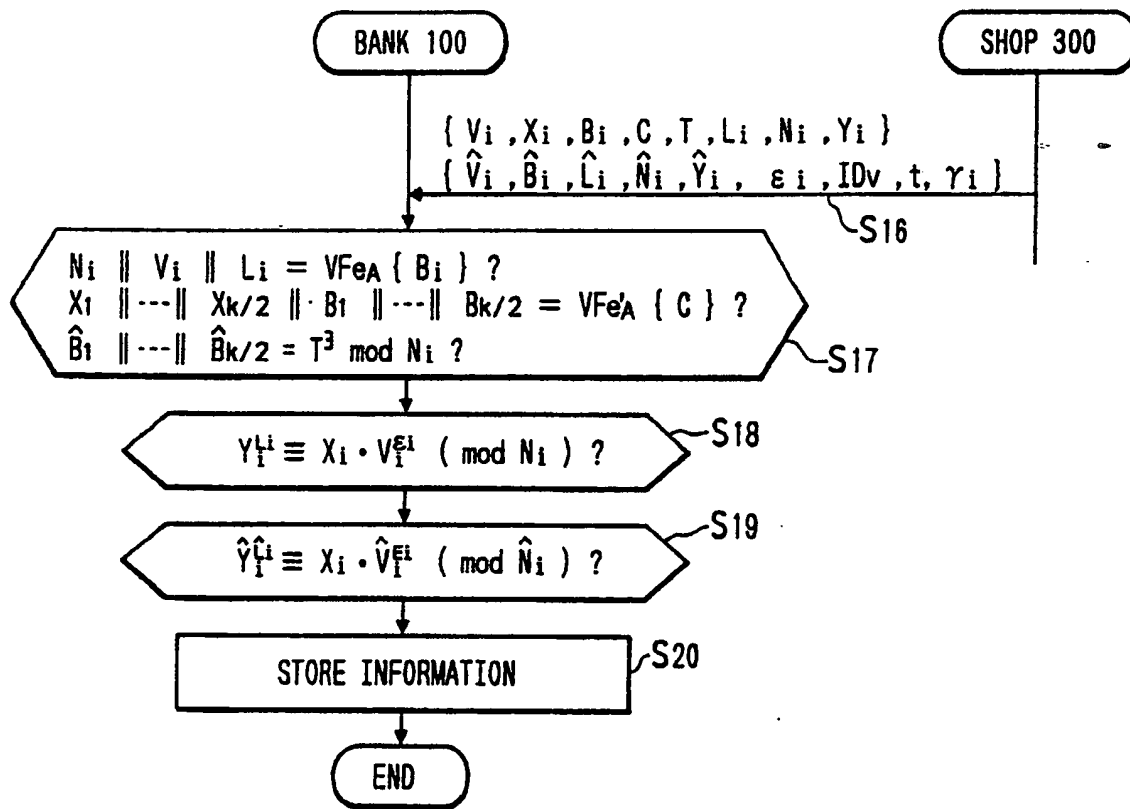 BANK 100
SHOP 300
{ Vi , Xi , Bi , C , T , Li , Ni , Yi }
{ V̂i , B̂i , L̂i , N̂i , Ŷi , εi , IDv , t , γi }
S16
Ni ‖ Vi ‖ Li = VFeA { Bi } ?
X1 ‖ --- ‖ Xk/2 ‖ · B1 ‖ --- ‖ Bk/2 = VFe'A { C } ?
B̂1 ‖ --- ‖ B̂k/2 = T³ mod Ni ?
S17
Yi^Li ≡ Xi · Vi^εi ( mod Ni ) ?
S18
Ŷi^L̂i ≡ Xi · V̂i^Ei ( mod N̂i ) ?
S19
STORE INFORMATION
S20
END